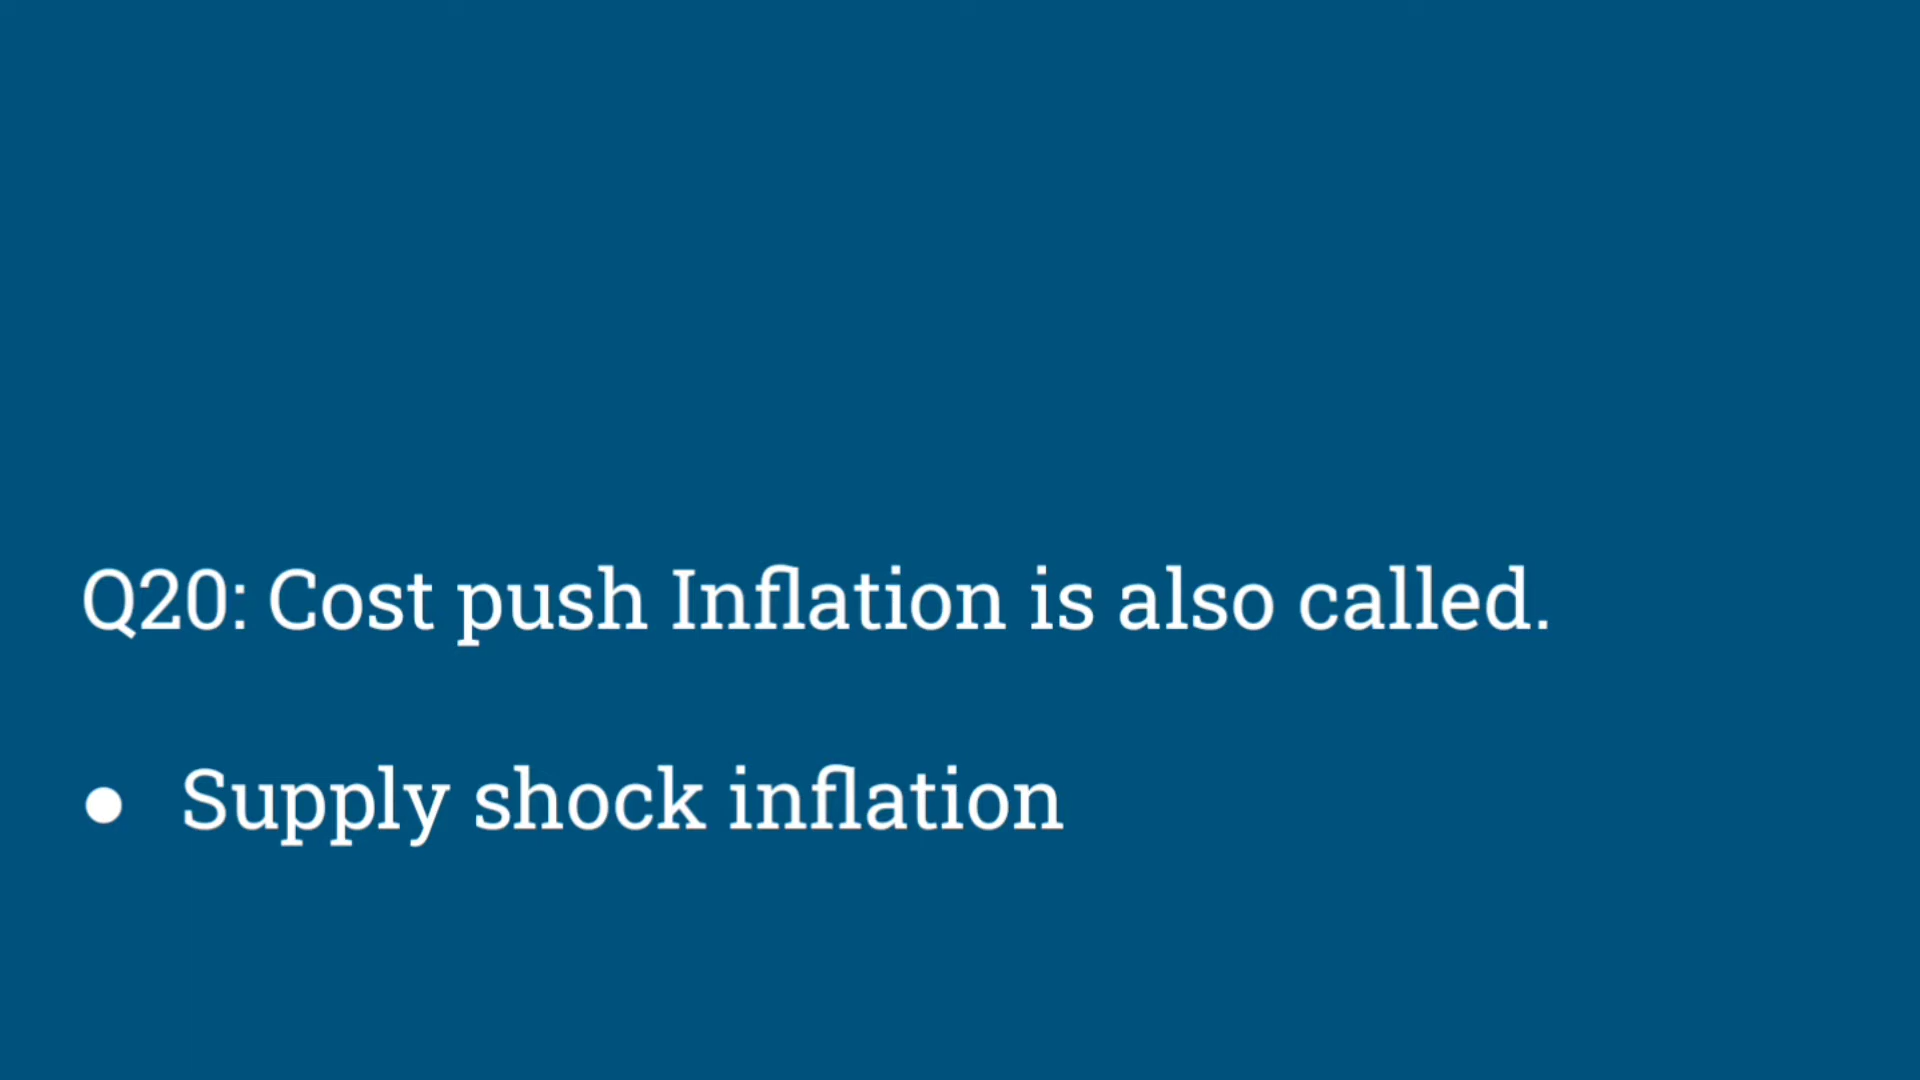 Q20: Cost push Inflation is also called.
● Supply shock inflation